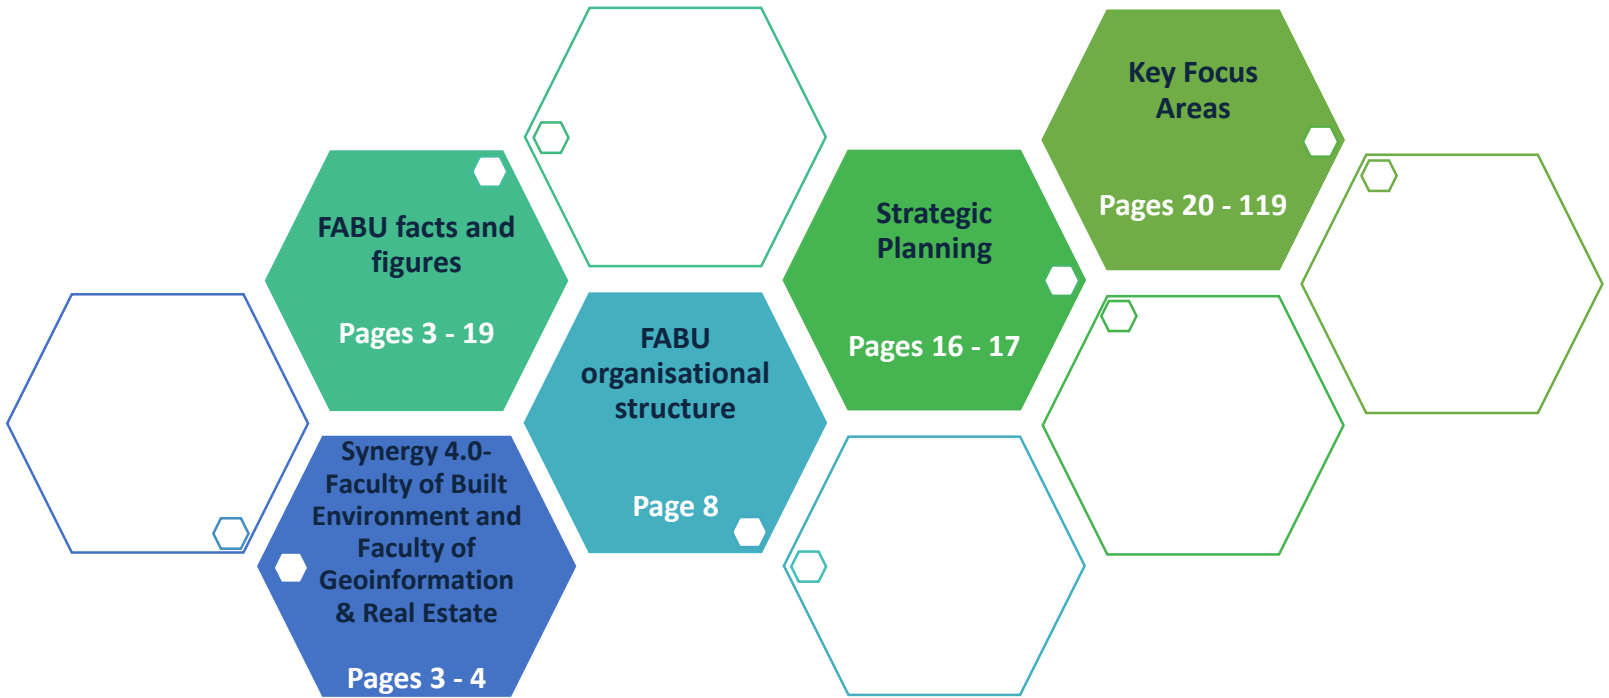 Synergy 4.0-
Faculty of Built
Environment and
Faculty of
Geoinformation
& Real Estate
Pages 3 - 4
FABU facts and
figures
Pages 3 - 19
FABU
organisational
structure
Page 8
Strategic
Planning
Pages 16 - 17
Key Focus
Areas
Pages 20 - 119